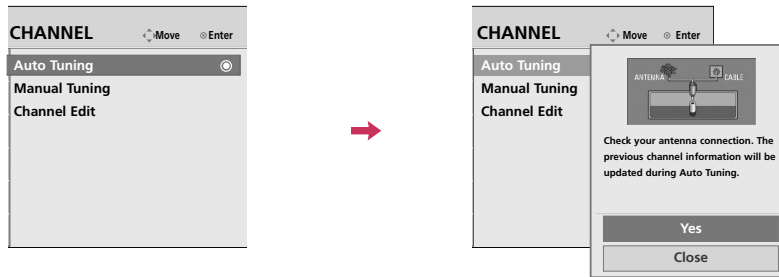 CHANNEL Move Enter
Auto Tuning
Manual Tuning
Channel Edit
CHANNEL Move Enter
Auto Tuning
Manual Tuning
Channel Edit
ANTENNA CABLE
Check your antenna connection. The
previous channel information will be
updated during Auto Tuning.
Yes
Close